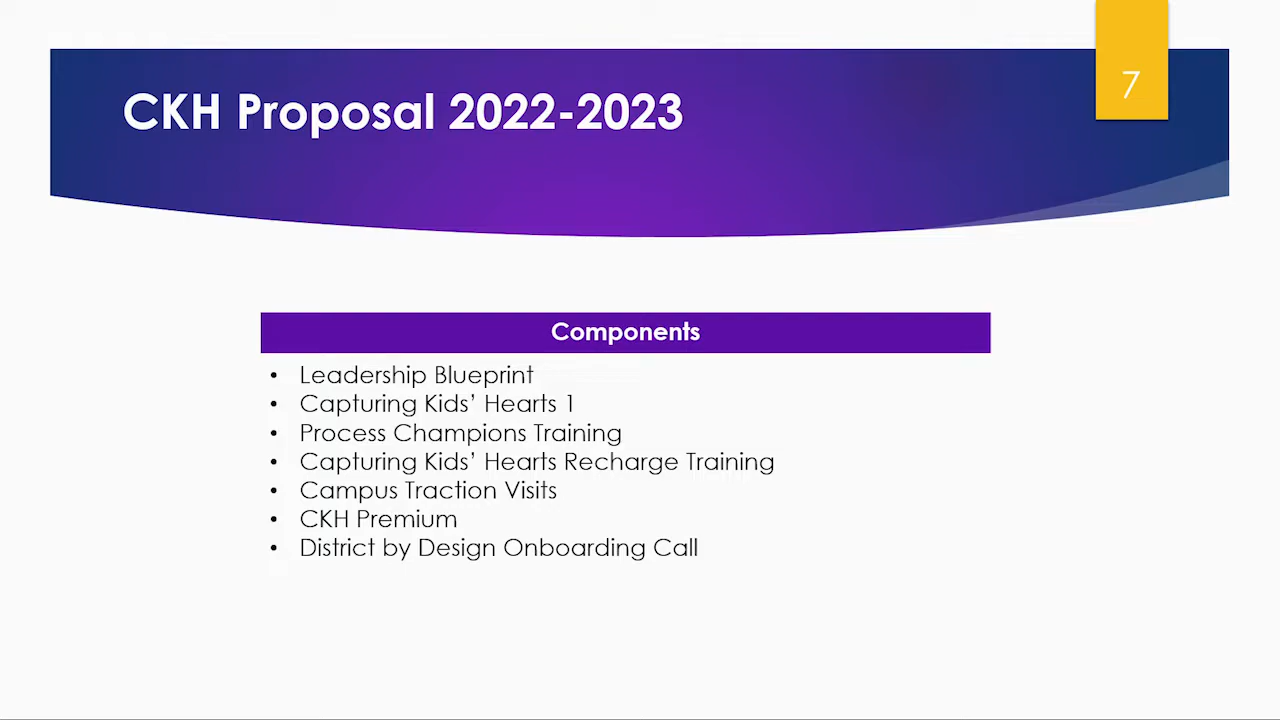 7
CKH Proposal 2022-2023
Components
• Leadership Blueprint
• Capturing Kids’ Hearts 1
• Process Champions Training
• Capturing Kids’ Hearts Recharge Training
• Campus Traction Visits
• CKH Premium
• District by Design Onboarding Call